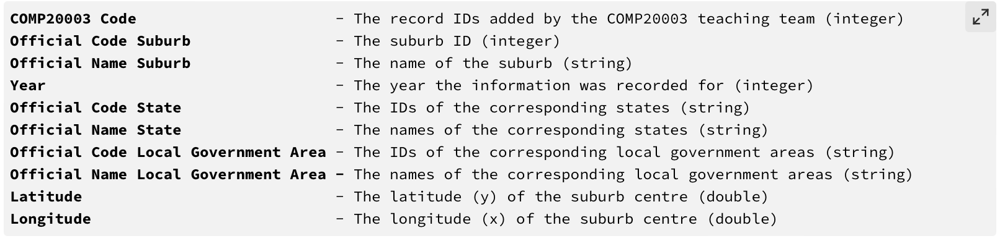 COMP20003 Code - The record IDs added by the COMP20003 teaching team (integer)
Official Code Suburb - The suburb ID (integer)
Official Name Suburb - The name of the suburb (string)
Year - The year the information was recorded for (integer)
Official Code State - The IDs of the corresponding states (string)
Official Name State - The names of the corresponding states (string)
Official Code Local Government Area - The IDs of the corresponding local government areas (string)
Official Name Local Government Area - The names of the corresponding local government areas (string)
Latitude - The latitude (y) of the suburb centre (double)
Longitude - The longitude (x) of the suburb centre (double)